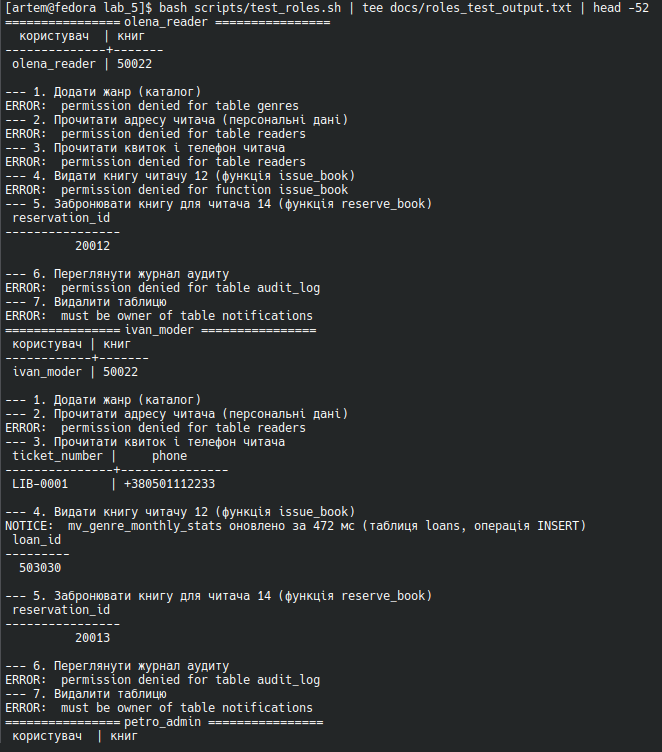 [artem@fedora lab_5]$ bash scripts/test_roles.sh | tee docs/roles_test_output.txt | head -52
================ olena_reader ================
  користувач  | книг
--------------+-------
 olena_reader | 50022

--- 1. Додати жанр (каталог)
ERROR:  permission denied for table genres
--- 2. Прочитати адресу читача (персональні дані)
ERROR:  permission denied for table readers
--- 3. Прочитати квиток і телефон читача
ERROR:  permission denied for table readers
--- 4. Видати книгу читачу 12 (функція issue_book)
ERROR:  permission denied for function issue_book
--- 5. Забронювати книгу для читача 14 (функція reserve_book)
 reservation_id
----------------
          20012

--- 6. Переглянути журнал аудиту
ERROR:  permission denied for table audit_log
--- 7. Видалити таблицю
ERROR:  must be owner of table notifications
================ ivan_moder ================
 користувач | книг
------------+-------
 ivan_moder | 50022

--- 1. Додати жанр (каталог)
--- 2. Прочитати адресу читача (персональні дані)
ERROR:  permission denied for table readers
--- 3. Прочитати квиток і телефон читача
 ticket_number |     phone
---------------+---------------
 LIB-0001      | +380501112233

--- 4. Видати книгу читачу 12 (функція issue_book)
NOTICE:  mv_genre_monthly_stats оновлено за 472 мс (таблиця loans, операція INSERT)
 loan_id
---------
  503030

--- 5. Забронювати книгу для читача 14 (функція reserve_book)
 reservation_id
----------------
          20013

--- 6. Переглянути журнал аудиту
ERROR:  permission denied for table audit_log
--- 7. Видалити таблицю
ERROR:  must be owner of table notifications
================ petro_admin ================
 користувач  | книг